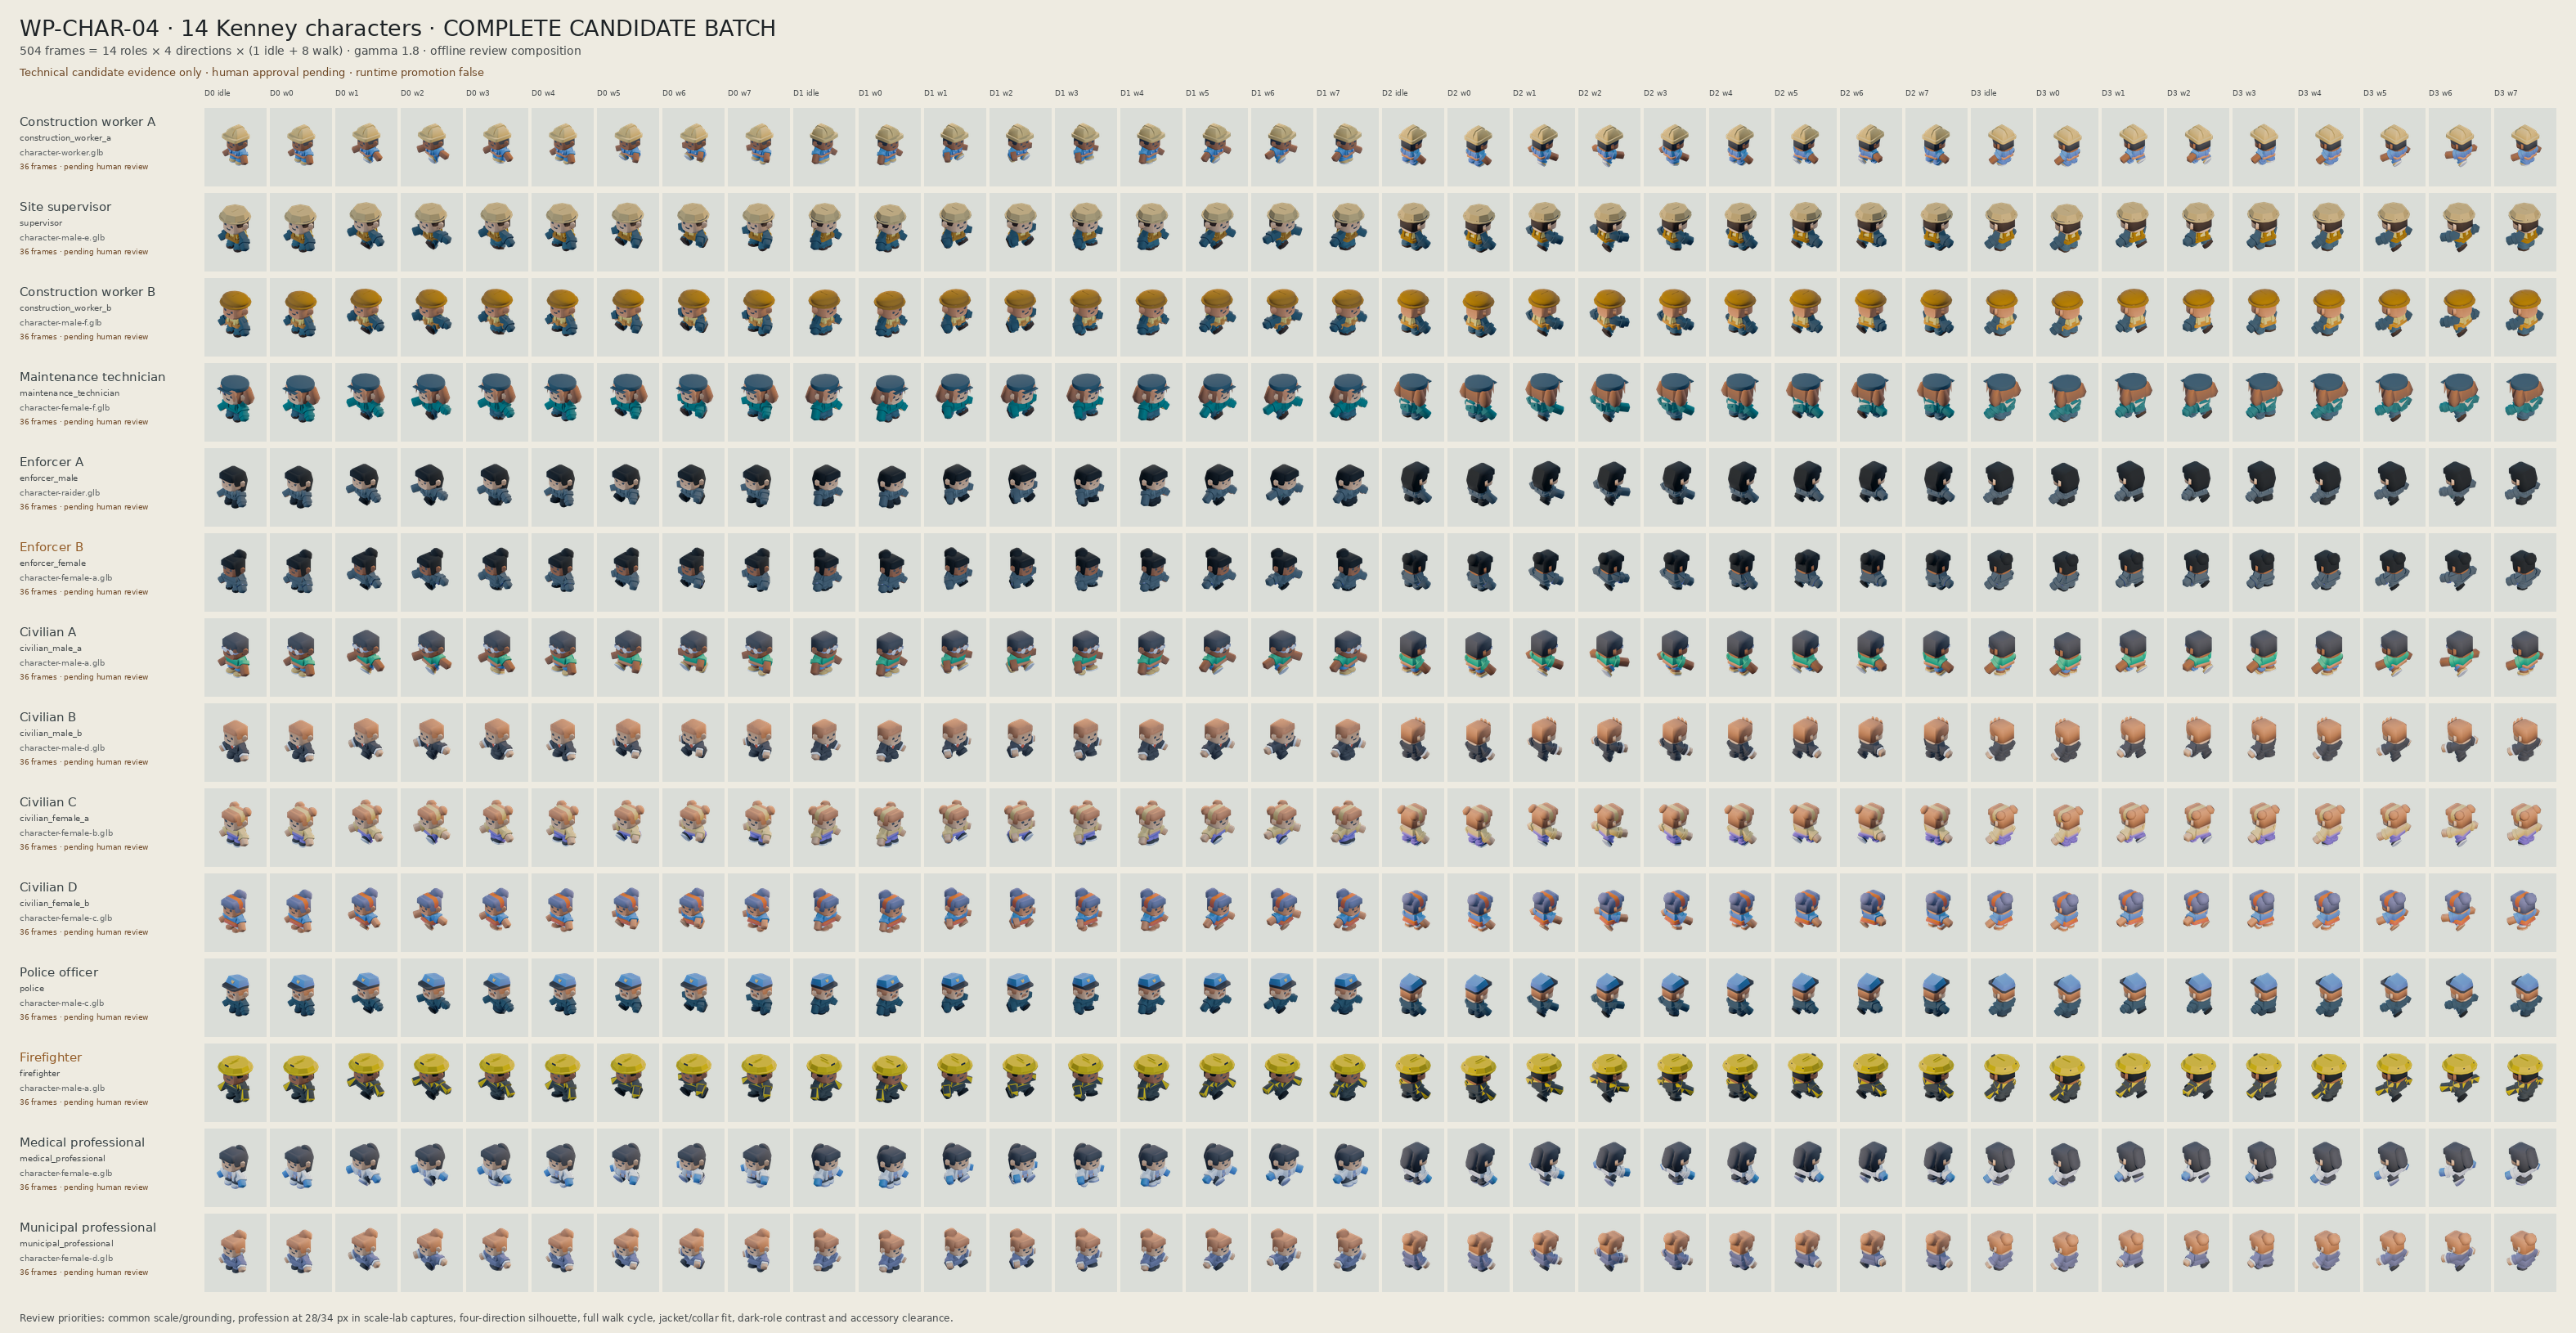 WP-CHAR-04 · 14 Kenney characters · COMPLETE CANDIDATE BATCH
504 frames = 14 roles × 4 directions × (1 idle + 8 walk) · gamma 1.8 · offline review composition
Technical candidate evidence only · human approval pending · runtime promotion false
D0 idle D0 w0 D0 w1 D0 w2 D0 w3 D0 w4 D0 w5 D0 w6 D0 w7 D1 idle D1 w0 D1 w1 D1 w2 D1 w3 D1 w4 D1 w5 D1 w6 D1 w7 D2 idle D2 w0 D2 w1 D2 w2 D2 w3 D2 w4 D2 w5 D2 w6 D2 w7 D3 idle D3 w0 D3 w1 D3 w2 D3 w3 D3 w4 D3 w5 D3 w6 D3 w7
Construction worker A
construction_worker_a
character-worker.glb
36 frames · pending human review
Site supervisor
supervisor
character-male-e.glb
36 frames · pending human review
Construction worker B
construction_worker_b
character-male-f.glb
36 frames · pending human review
Maintenance technician
maintenance_technician
character-female-f.glb
36 frames · pending human review
Enforcer A
enforcer_male
character-raider.glb
36 frames · pending human review
Enforcer B
enforcer_female
character-female-a.glb
36 frames · pending human review
Civilian A
civilian_male_a
character-male-a.glb
36 frames · pending human review
Civilian B
civilian_male_b
character-male-d.glb
36 frames · pending human review
Civilian C
civilian_female_a
character-female-b.glb
36 frames · pending human review
Civilian D
civilian_female_b
character-female-c.glb
36 frames · pending human review
Police officer
police
character-male-c.glb
36 frames · pending human review
Firefighter
firefighter
character-male-a.glb
36 frames · pending human review
Medical professional
medical_professional
character-female-e.glb
36 frames · pending human review
Municipal professional
municipal_professional
character-female-d.glb
36 frames · pending human review
Review priorities: common scale/grounding, profession at 28/34 px in scale-lab captures, four-direction silhouette, full walk cycle, jacket/collar fit, dark-role contrast and accessory clearance.